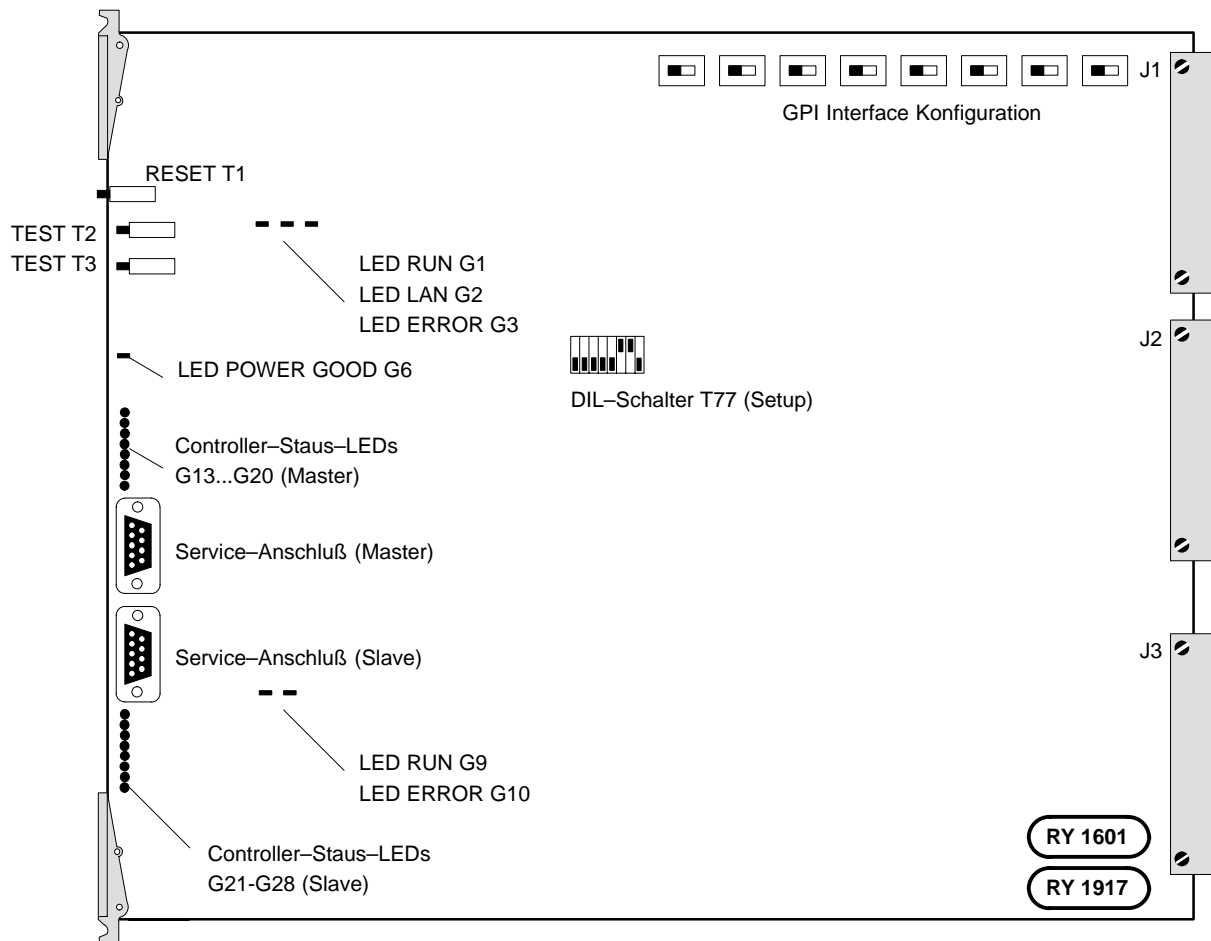 J1
GPI Interface Konfiguration
RESET T1
TEST T2
TEST T3
LED RUN G1
LED LAN G2
LED ERROR G3
J2
LED POWER GOOD G6
DIL–Schalter T77 (Setup)
Controller–Staus–LEDs
G13...G20 (Master)
Service–Anschluß (Master)
Service–Anschluß (Slave)
J3
LED RUN G9
LED ERROR G10
Controller–Staus–LEDs
G21-G28 (Slave)
RY 1601
RY 1917